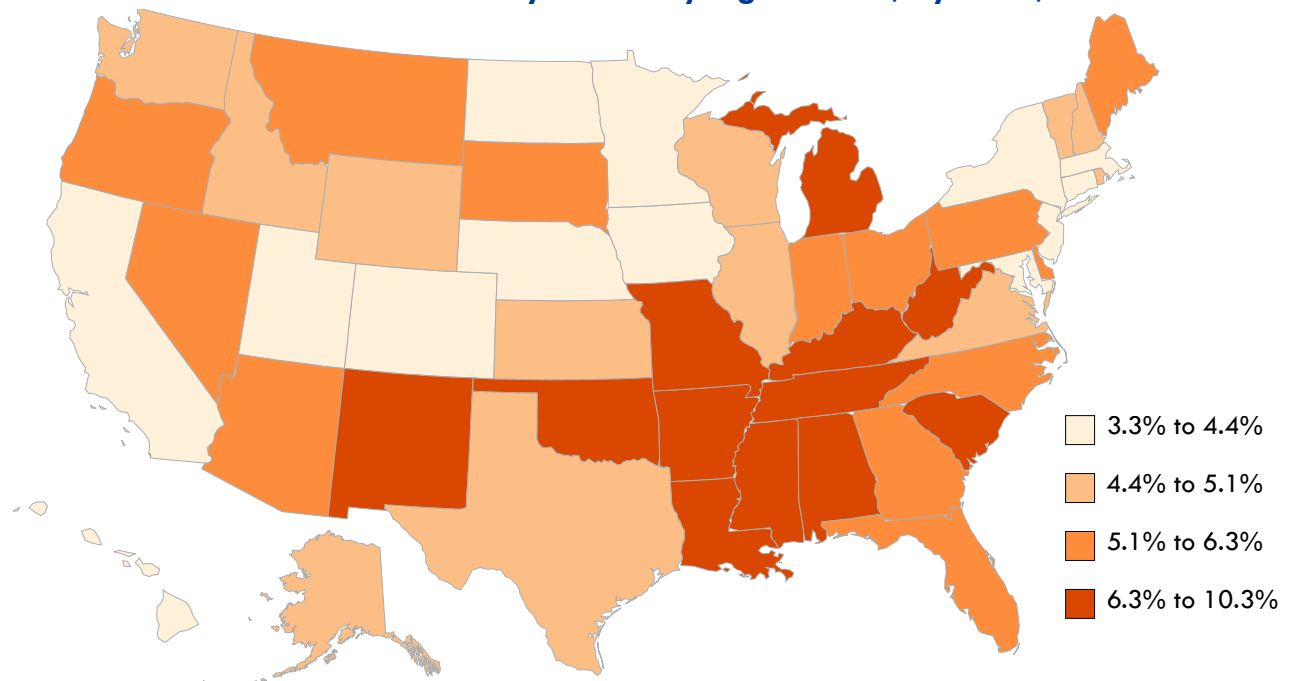 3.3% to 4.4%
4.4% to 5.1%
5.1% to 6.3%
6.3% to 10.3%